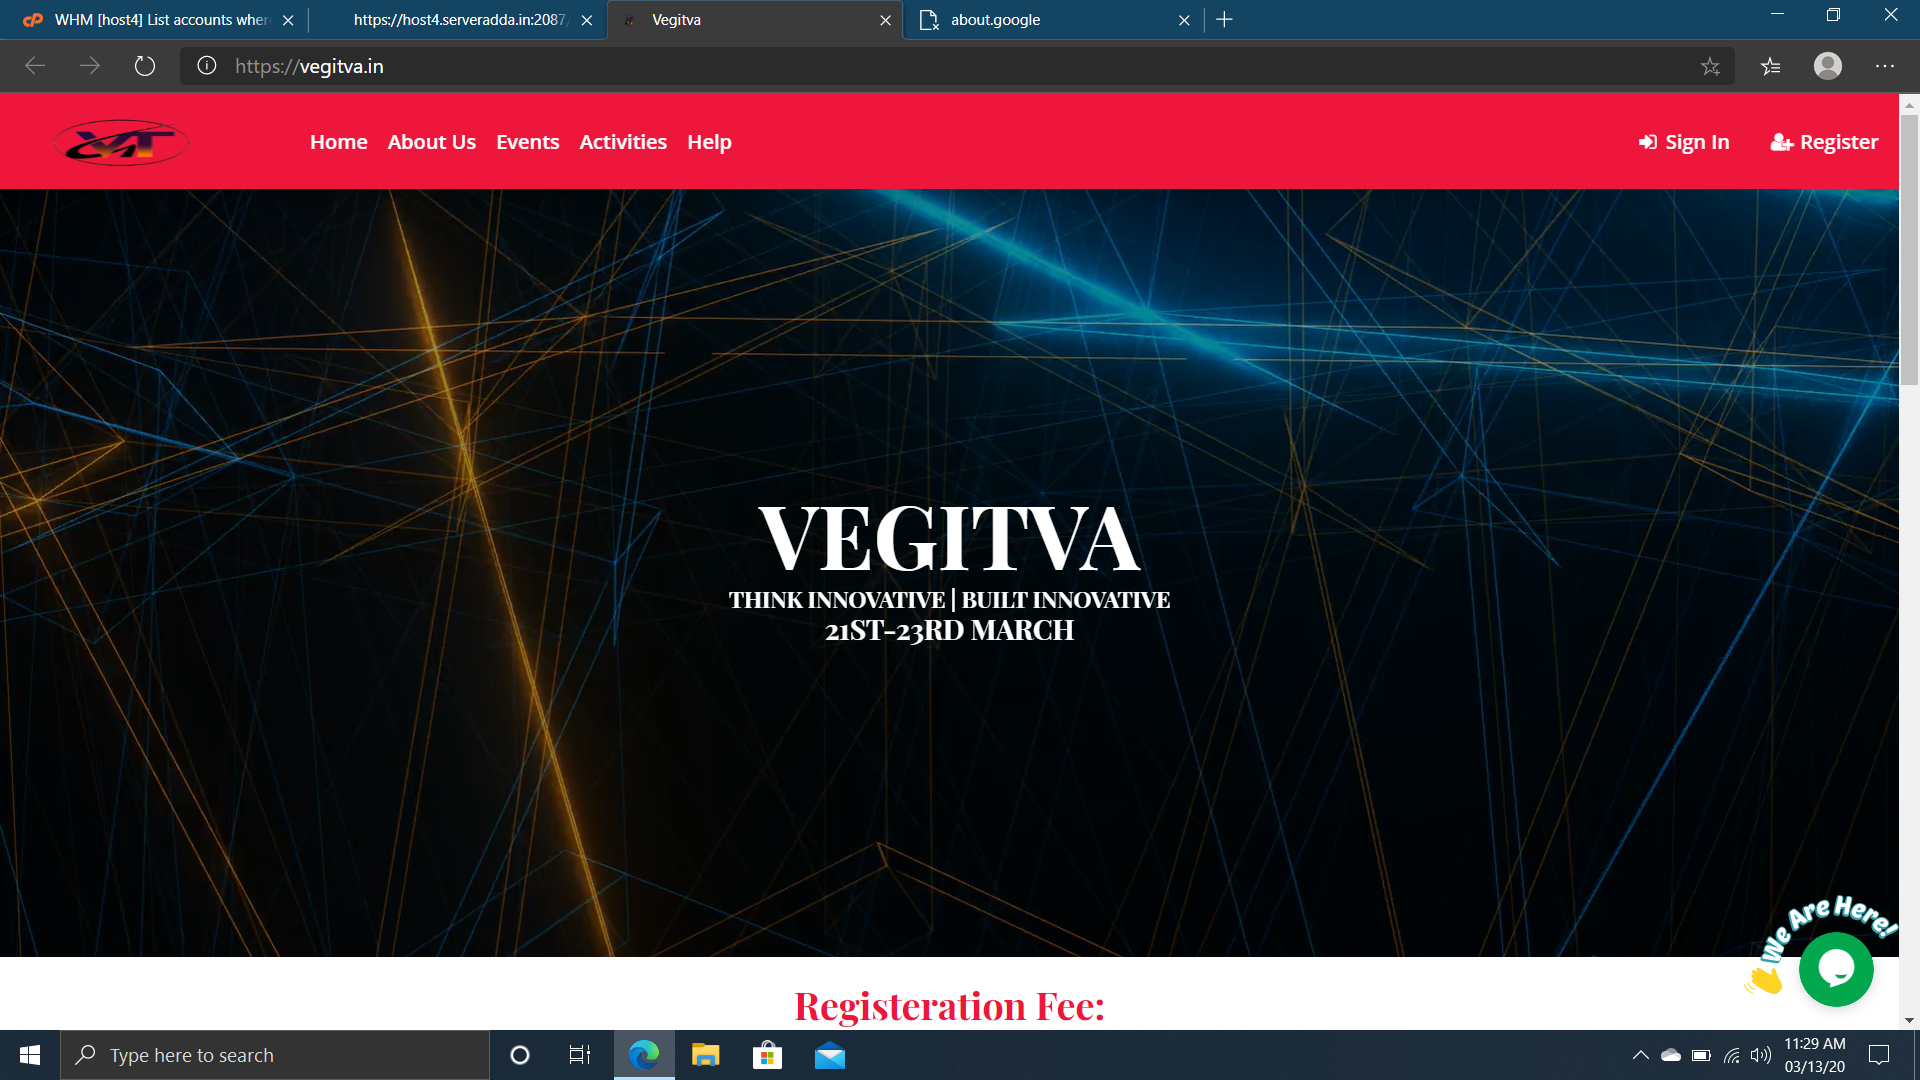 WHM [host4] List accounts wher
https://host4.serveradda.in:2087/
Vegitva
about.google
https://vegitva.in
VT
Home
About Us
Events
Activities
Help
Sign In
Register
VEGITVA
THINK INNOVATIVE | BUILT INNOVATIVE
21ST-23RD MARCH
We Are Here!
Registeration Fee:
Type here to search
11:29 AM
03/13/20